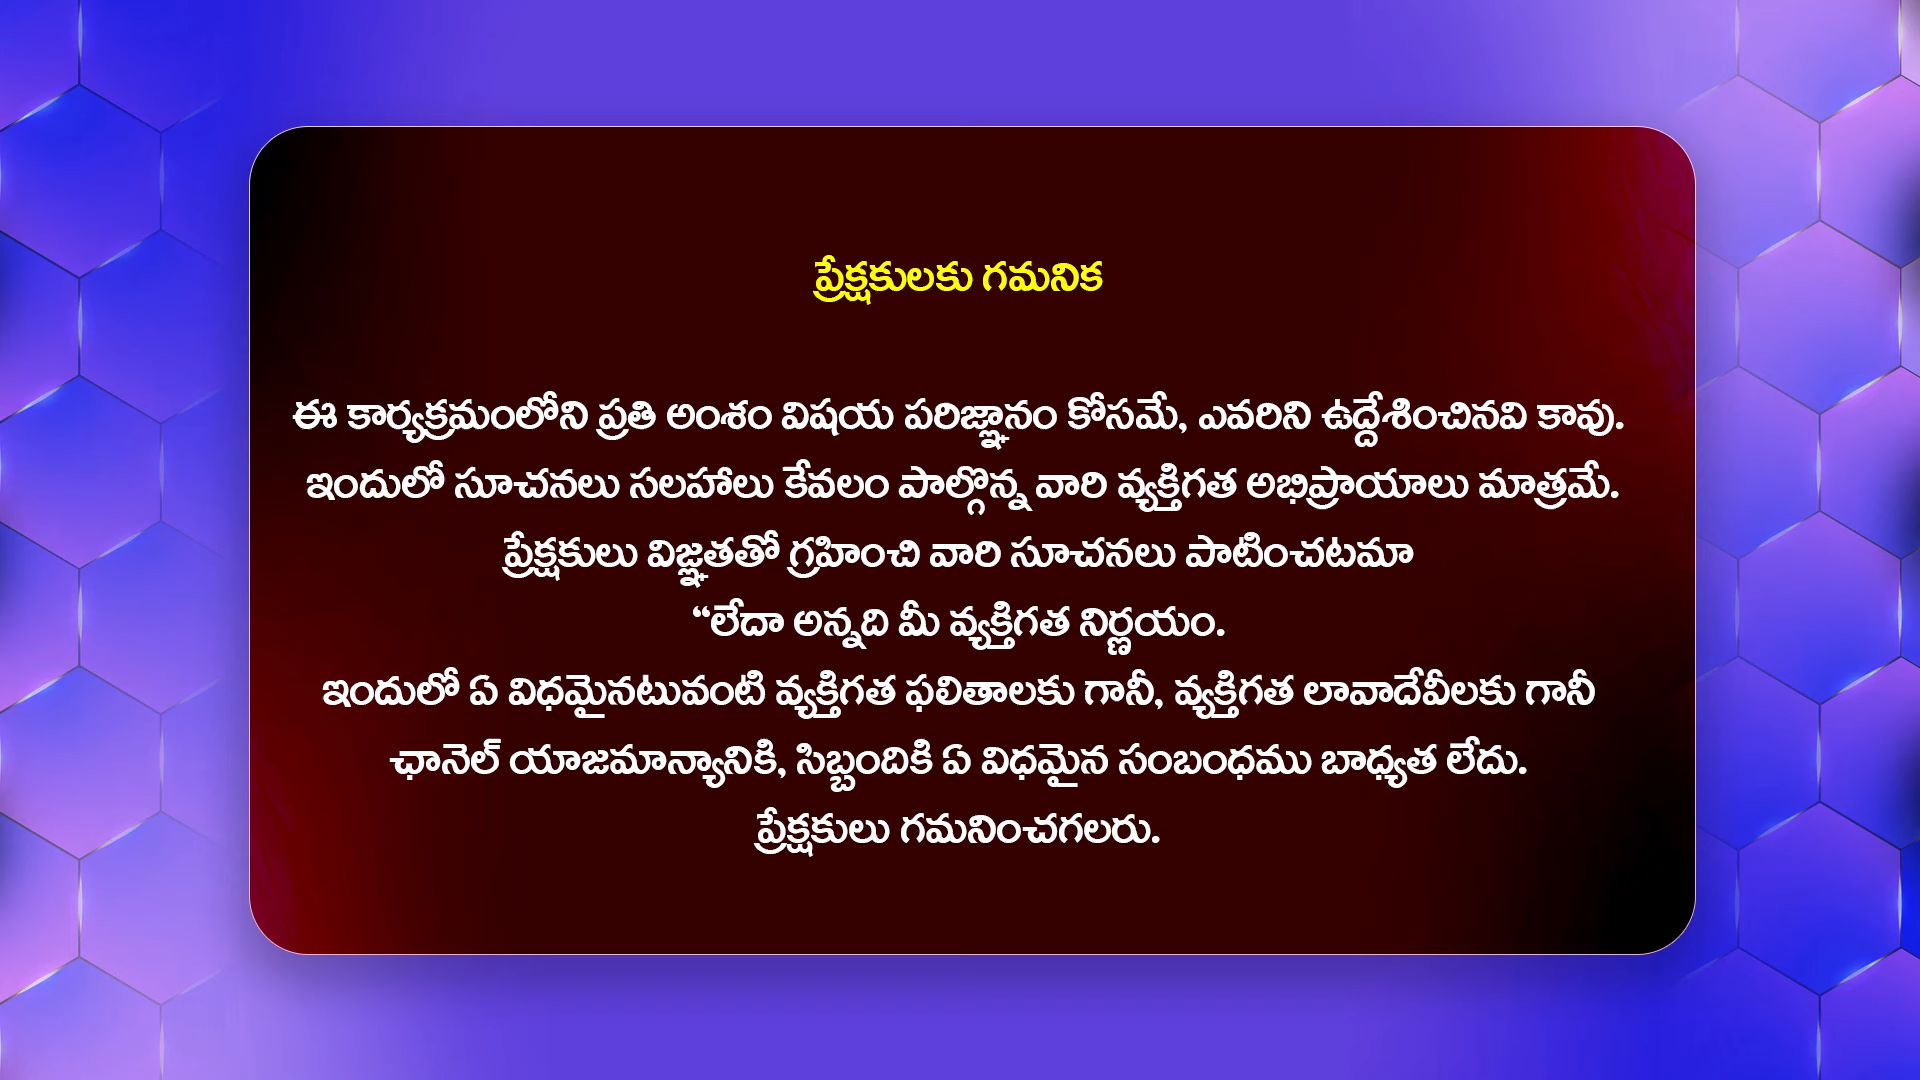 ప్రేక్షకులకు గమనిక
ఈ కార్యక్రమంలోని ప్రతి అంశం విషయ పరిజ్ఞానం కోసమే, ఎవరిని ఉద్దేశించినవి కావు.
ఇందులో సూచనలు సలహాలు కేవలం పాల్గొన్న వారి వ్యక్తిగత అభిప్రాయాలు మాత్రమే.
ప్రేక్షకులు విజ్ఞతతో గ్రహించి వారి సూచనలు పాటించటమా
“లేదా అన్నది మీ వ్యక్తిగత నిర్ణయం.
ఇందులో ఏ విధమైనటువంటి వ్యక్తిగత ఫలితాలకు గానీ, వ్యక్తిగత లావాదేవీలకు గానీ
ఛానెల్ యాజమాన్యానికి, సిబ్బందికి ఏ విధమైన సంబంధము బాధ్యత లేదు.
ప్రేక్షకులు గమనించగలరు.